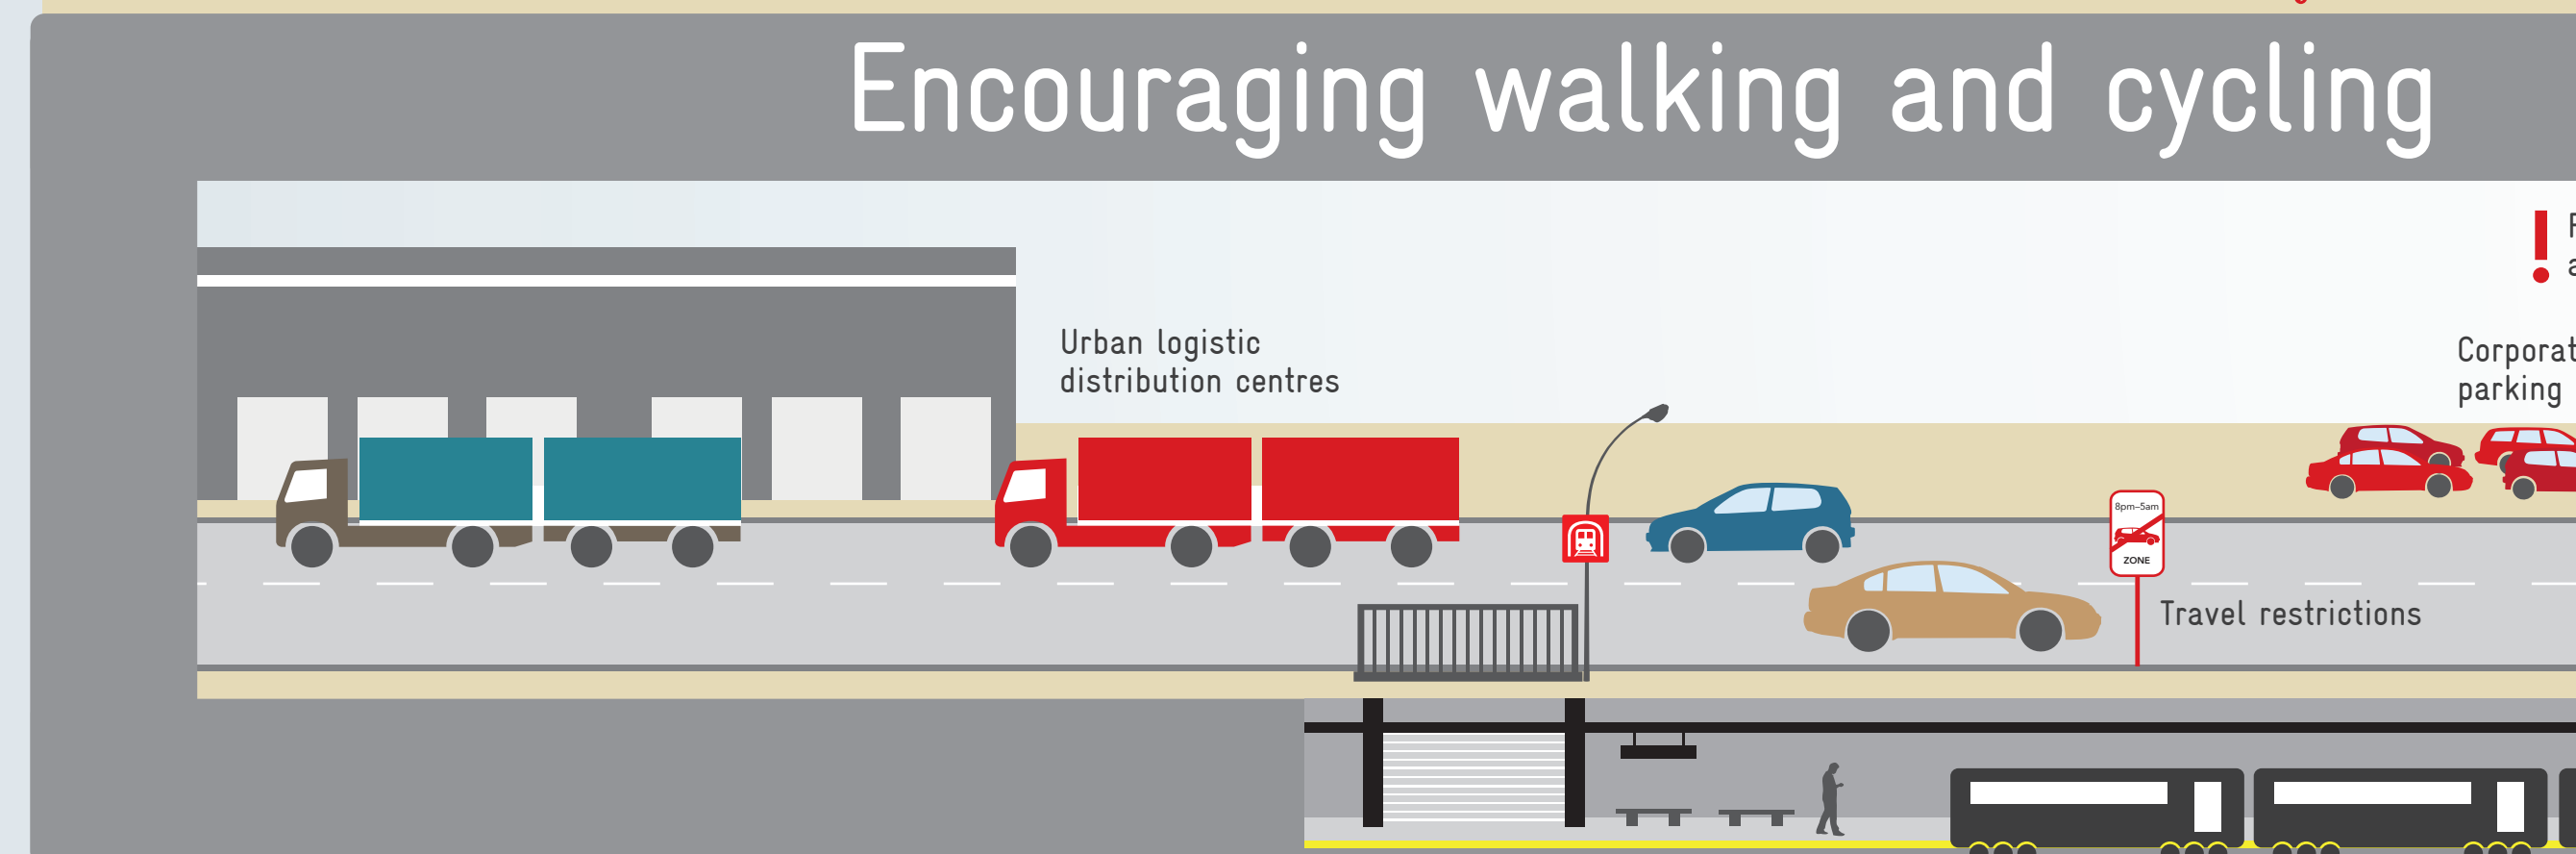 Encouraging walking and cycling
Urban logistic
distribution centres
parking
8pm–5am
ZONE
Travel restrictions